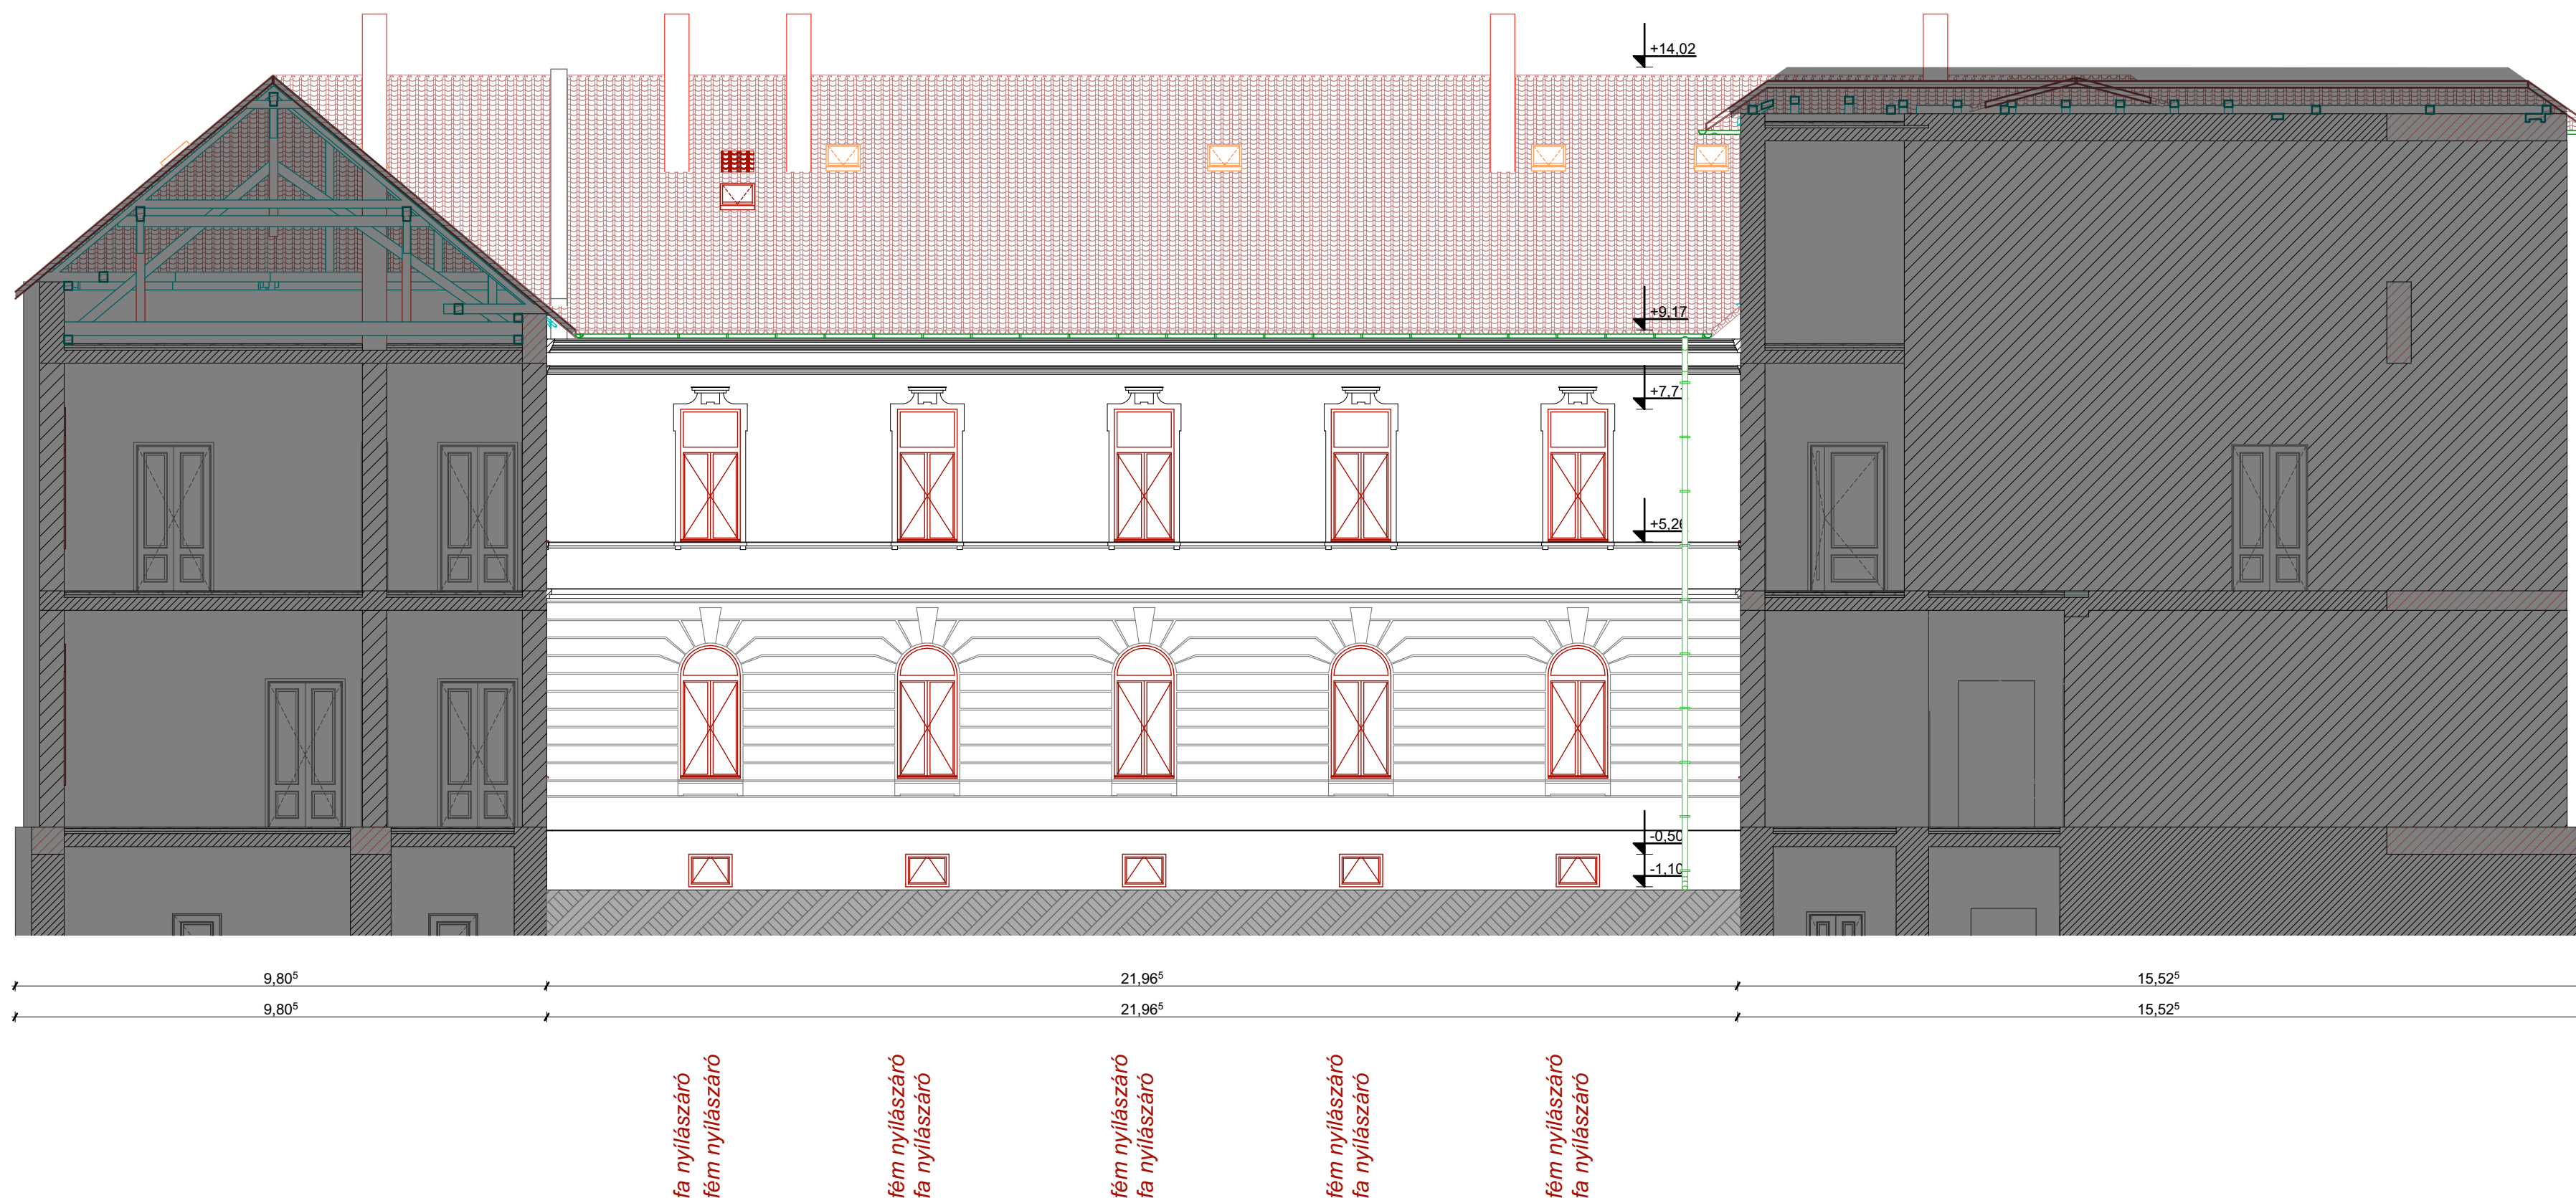 +14,02
+9,17
+7,7
+5,26
-0,50
-1,10
9,80⁵
21,96⁵
15,52⁵
9,80⁵
21,96⁵
15,52⁵
fa nyílászáró
fém nyílászáró
fém nyílászáró
fa nyílászáró
fém nyílászáró
fa nyílászáró
fém nyílászáró
fa nyílászáró
fém nyílászáró
fa nyílászáró